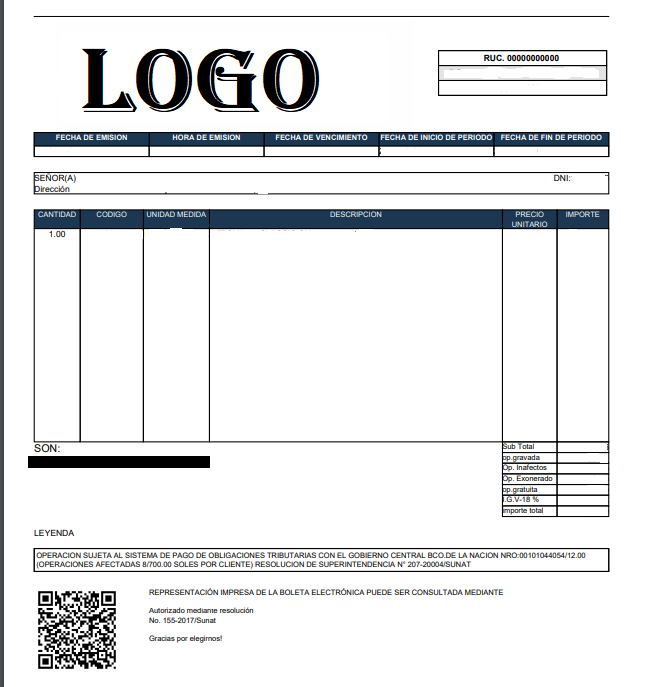 LOGO
RUC. 00000000000
FECHA DE EMISION HORA DE EMISION FECHA DE VENCIMIENTO FECHA DE INICIO DE PERIODO FECHA DE FIN DE PERIODO
SEÑOR(A) DNI:
Dirección
CANTIDAD CODIGO UNIDAD MEDIDA DESCRIPCION PRECIO UNITARIO IMPORTE
1.00
SON:
Sub Total
op.gravada
Op. Inafectos
Op. Exonerado
op.gratuita
I.G.V-18 %
importe total
LEYENDA
OPERACION SUJETA AL SISTEMA DE PAGO DE OBLIGACIONES TRIBUTARIAS CON EL GOBIERNO CENTRAL BCO.DE LA NACION NRO:00101044054/12.00
(OPERACIONES AFECTADAS 8/700.00 SOLES POR CLIENTE) RESOLUCION DE SUPERINTENDENCIA N° 207-20004/SUNAT
REPRESENTACIÓN IMPRESA DE LA BOLETA ELECTRÓNICA PUEDE SER CONSULTADA MEDIANTE
Autorizado mediante resolución
No. 155-2017/Sunat
Gracias por elegirnos!